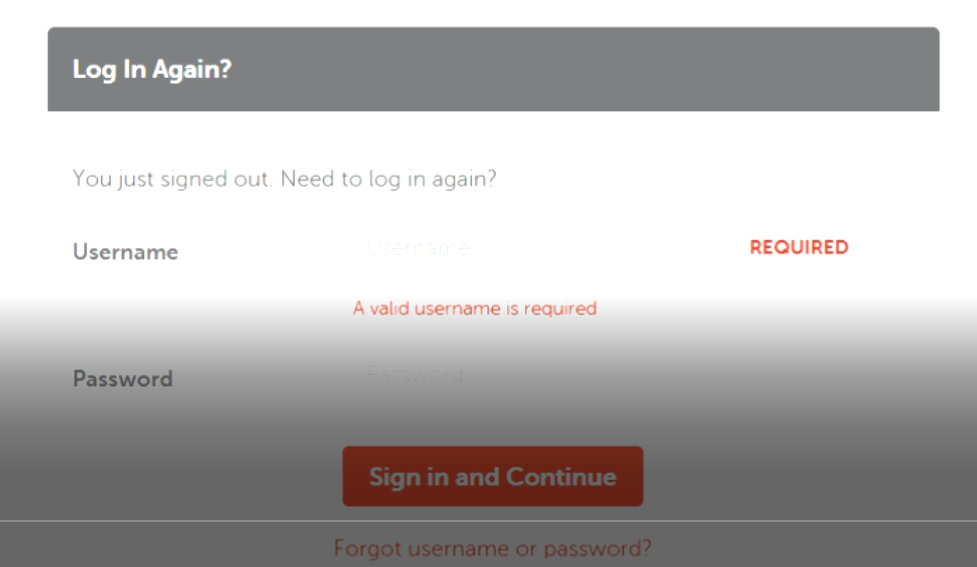 Log In Again?
You just signed out. Need to log in again?
Username Username REQUIRED
A valid username is required
Password Password
Sign in and Continue
Forgot username or password?